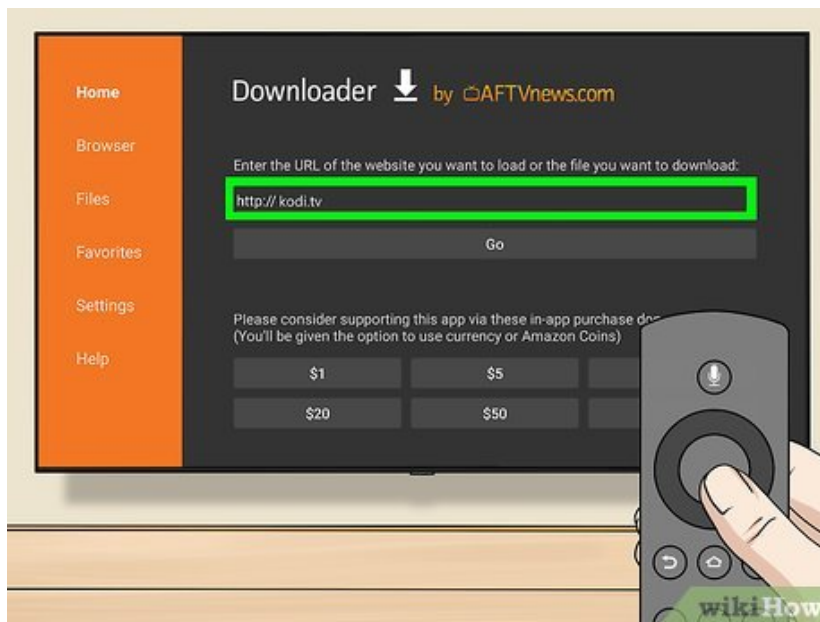 Home
Browser
Files
Favorites
Settings
Help
Downloader by AFTVnews.com
Enter the URL of the website you want to load or the file you want to download:
http:// kodi.tv
Go
Please consider supporting this app via these in-app purchase
(You'll be given the option to use currency or Amazon Coins)
$1 $5
$20 $50
wikiHow